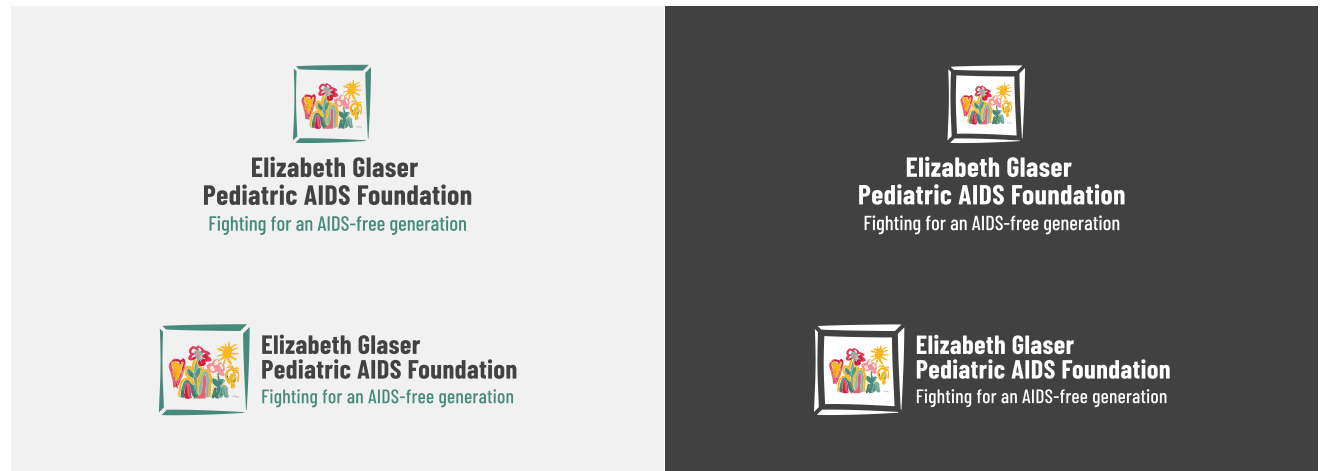 Elizabeth Glaser
Pediatric AIDS Foundation
Fighting for an AIDS-free generation
Elizabeth Glaser
Pediatric AIDS Foundation
Fighting for an AIDS-free generation
Elizabeth Glaser
Pediatric AIDS Foundation
Fighting for an AIDS-free generation
Elizabeth Glaser
Pediatric AIDS Foundation
Fighting for an AIDS-free generation